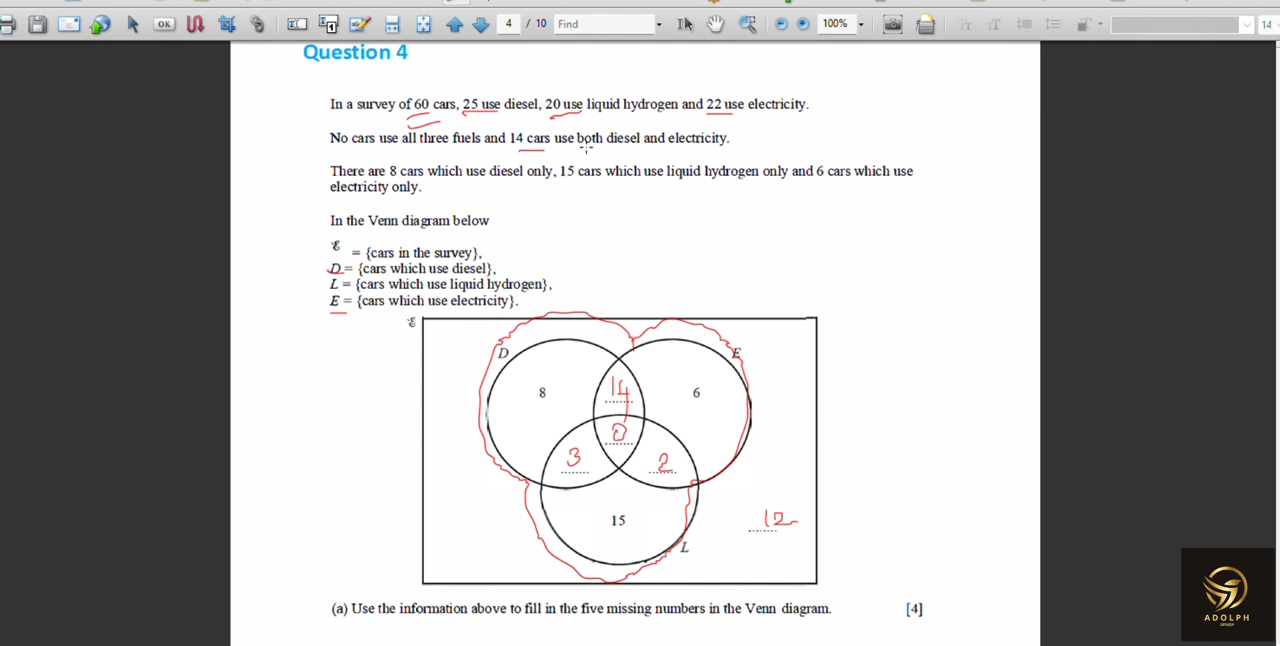 OK
4 / 10
Find
100%
14
Question 4
In a survey of 60 cars, 25 use diesel, 20 use liquid hydrogen and 22 use electricity.
No cars use all three fuels and 14 cars use both diesel and electricity.
There are 8 cars which use diesel only, 15 cars which use liquid hydrogen only and 6 cars which use
electricity only.
In the Venn diagram below
ℰ = {cars in the survey},
D = {cars which use diesel},
L = {cars which use liquid hydrogen},
E = {cars which use electricity}.
ℰ
D
E
8
14
6
0
3
2
15
12
L
(a) Use the information above to fill in the five missing numbers in the Venn diagram. [4]
ADOLPH